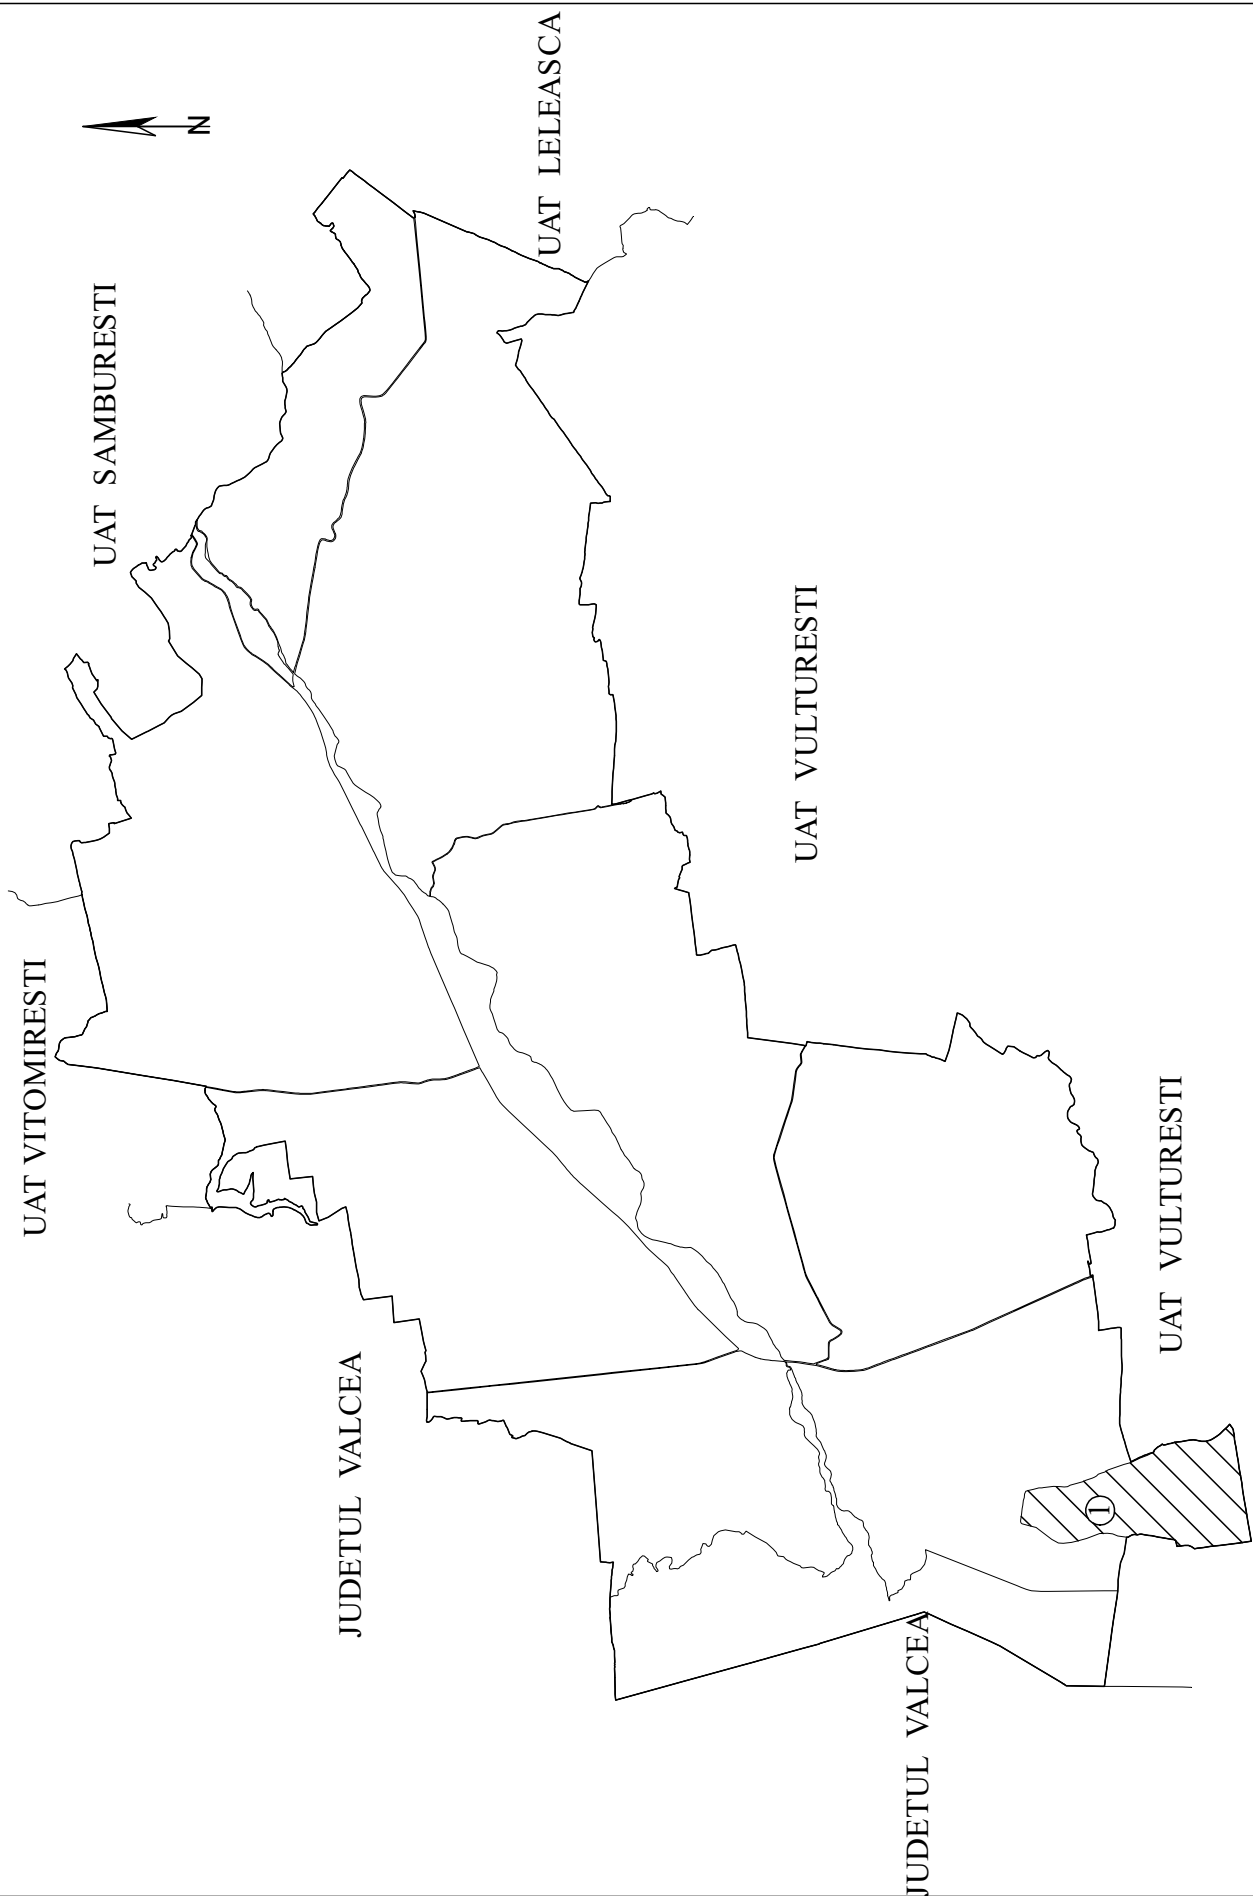 N
UAT LELEASCA
UAT SAMBURESTI
UAT VULTURESTI
UAT VITOMIRESTI
UAT VULTURESTI
JUDETUL VALCEA
1
JUDETUL VALCEA